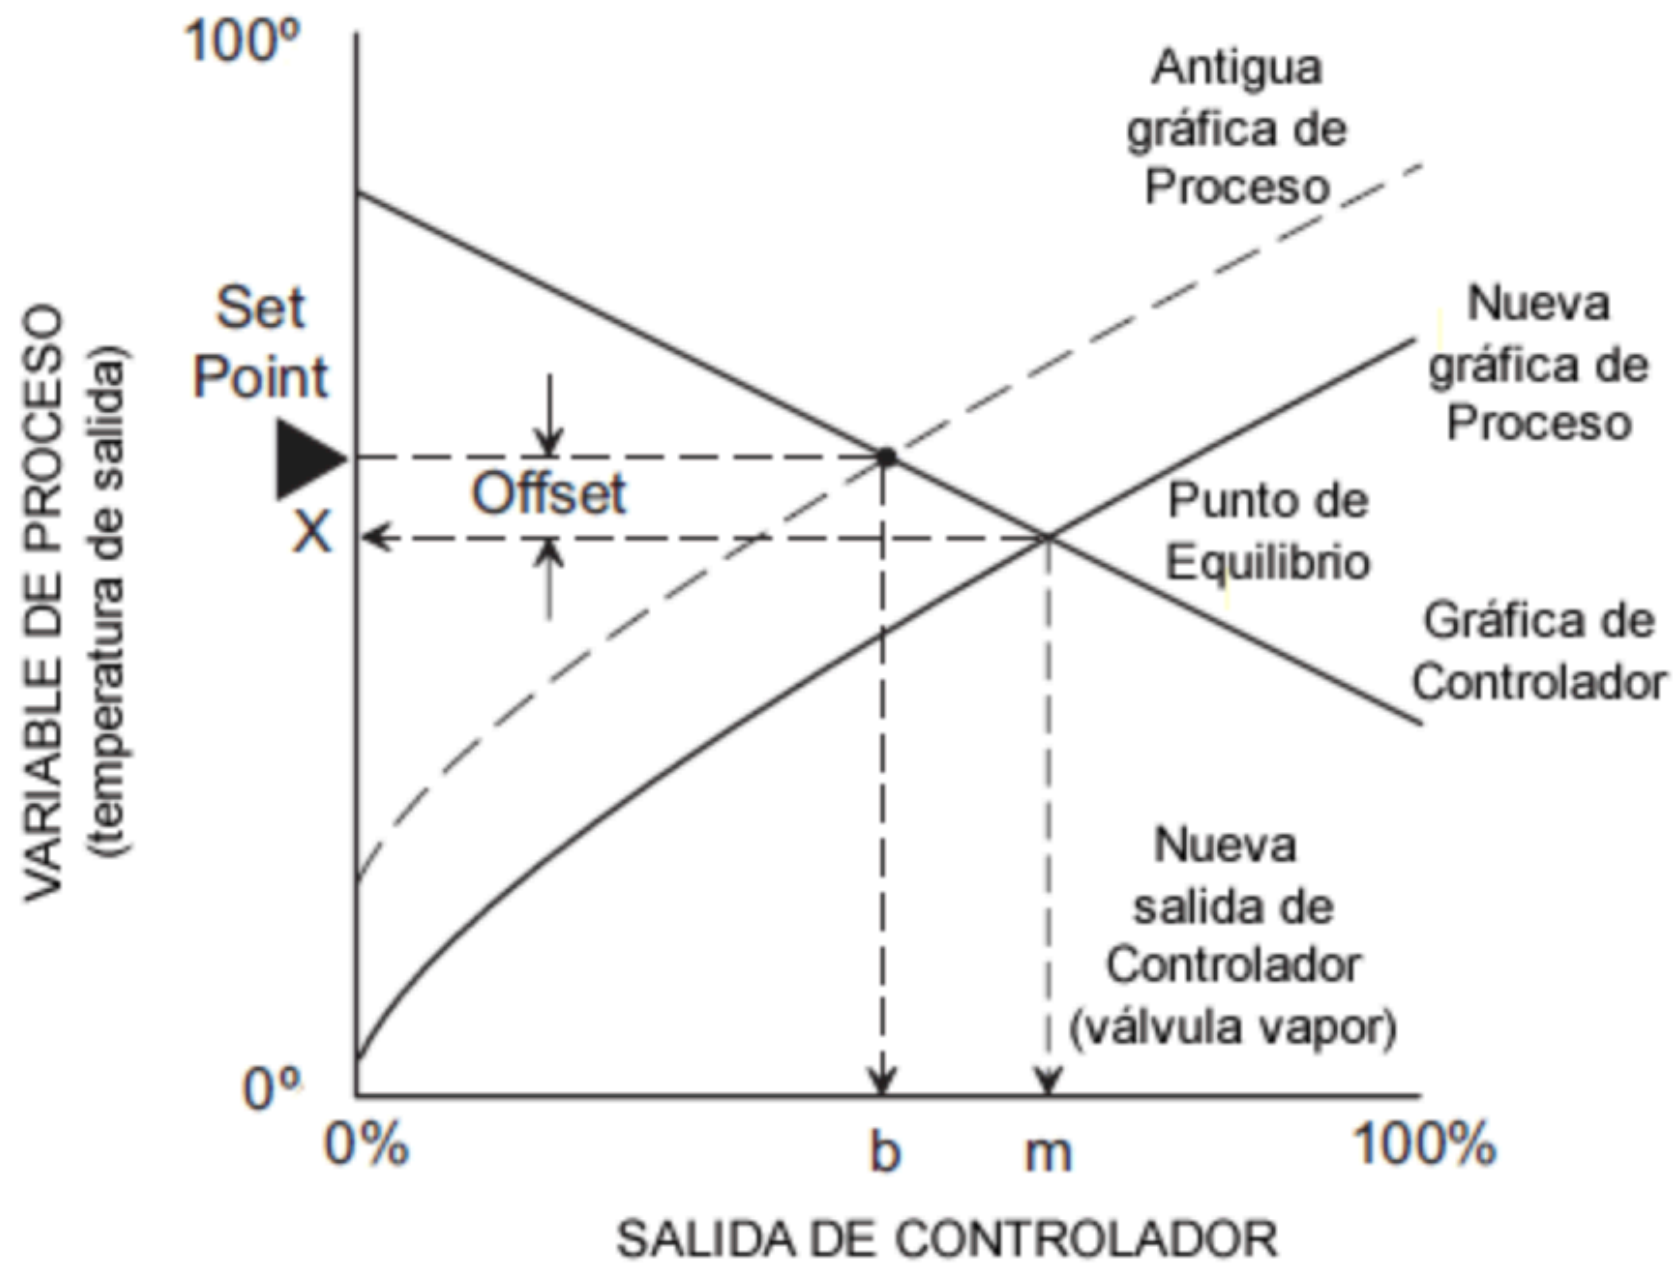 100º
Antigua
gráfica de
Proceso
Set
Point
Nueva
gráfica de
Proceso
Offset
X
Punto de
Equilibrio
Gráfica de
Controlador
VARIABLE DE PROCESO
(temperatura de salida)
Nueva
salida de
Controlador
(válvula vapor)
0º
0%
b
m
100%
SALIDA DE CONTROLADOR